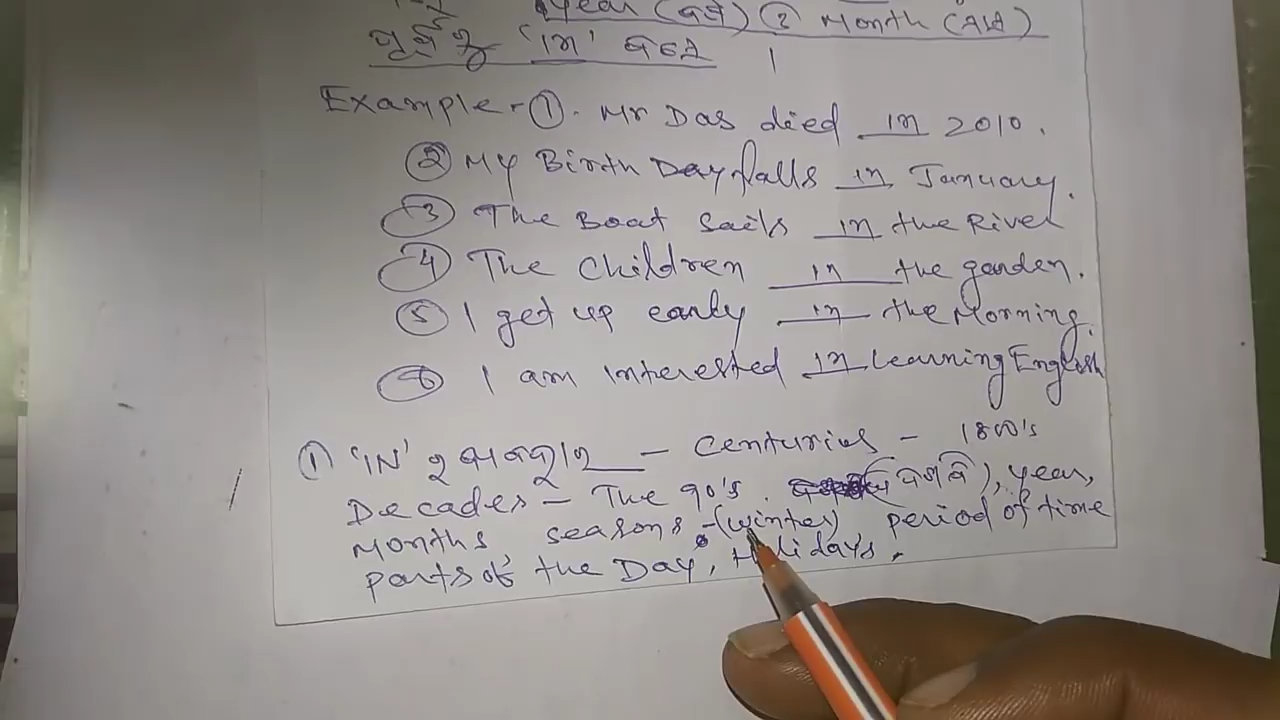 Year (ବର୍ଷ) ② Month (ମାସ)
ପୂର୍ବରୁ 'IN' ବସେ ।
Example - ①. Mr Das died in 2010.
② My Birth Day falls in January.
③ The Boat Sails in the River
④ The Children in the garden.
⑤ I get up early in the Morning.
⑥ I am interested in Learning English
① 'IN' ର - Centuries - 1800's
Decades - The 90's. year,
Months, seasons - (winter) period of time
parts of the Day, Holidays.